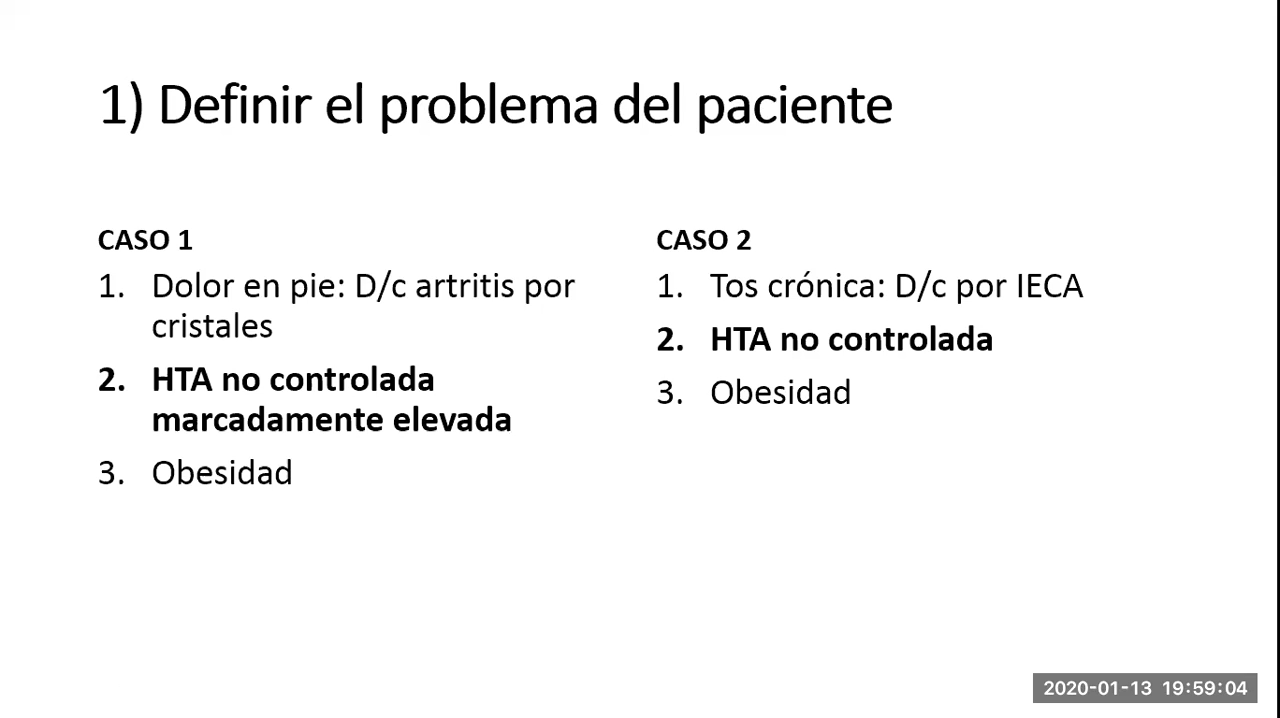 1) Definir el problema del paciente
CASO 1
1. Dolor en pie: D/c artritis por
cristales
2. HTA no controlada
marcadamente elevada
3. Obesidad
CASO 2
1. Tos crónica: D/c por IECA
2. HTA no controlada
3. Obesidad
2020-01-13 19:59:04